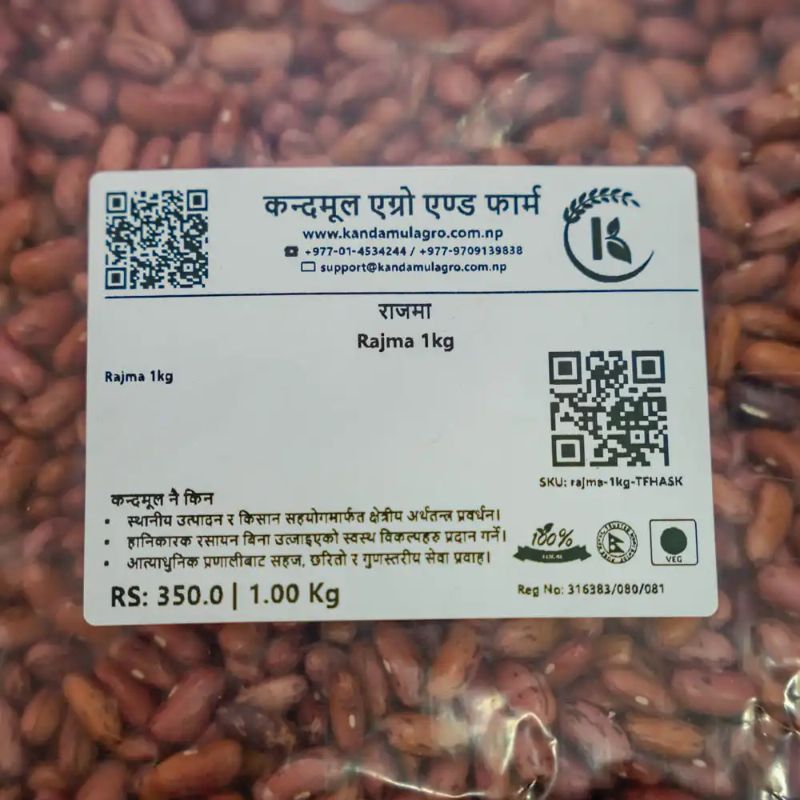 कन्दमूल एग्रो एण्ड फार्म
www.kandamulagro.com.np
+977-01-4534244 / +977-9709139838
support@kandamulagro.com.np
K
राजमा
Rajma 1kg
Rajma 1kg
SKU: rajma-1kg-TFHASK
कन्दमूल नै किन
• स्थानीय उत्पादन र किसान सहयोगमार्फत क्षेत्रीय अर्थतन्त्र प्रवर्धन।
• हानिकारक रसायन बिना उत्जाइएको स्वस्थ विकल्पहरु प्रदान गर्ने।
• आत्याधुनिक प्रणालीबाट सहज, छरितो र गुणस्तरीय सेवा प्रवाह।
100%
VEG
RS: 350.0 | 1.00 Kg
Reg No: 316383/080/081